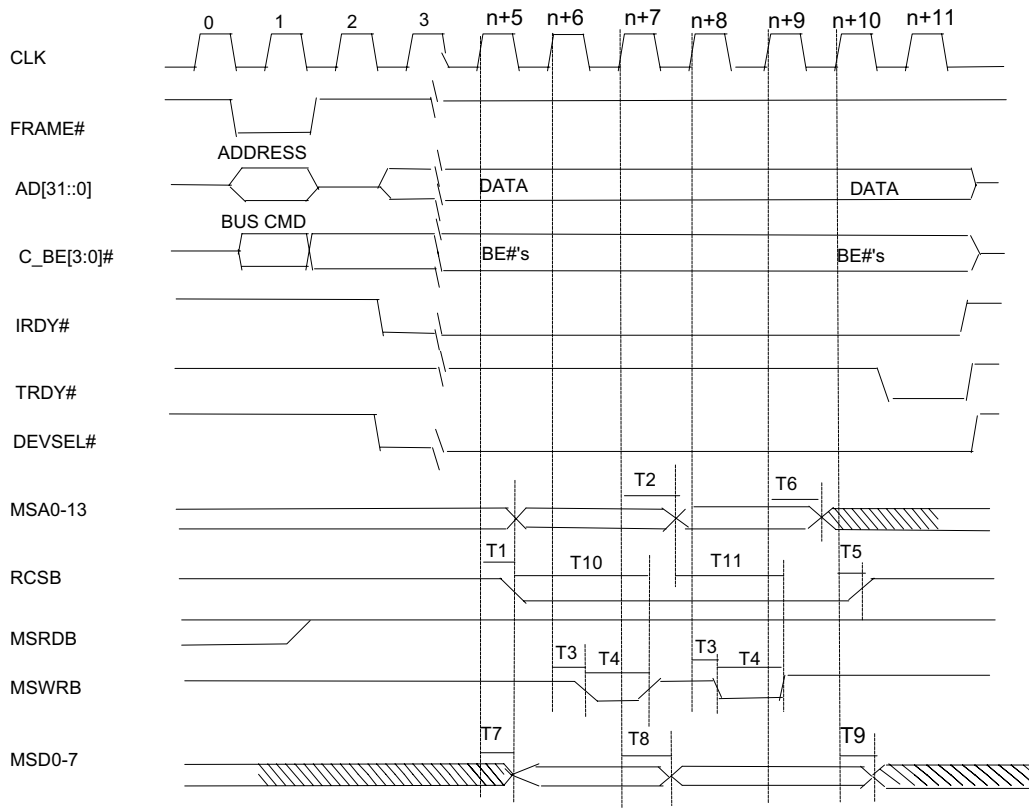 0 1 2 3 n+5 n+6 n+7 n+8 n+9 n+10 n+11
CLK
FRAME#
ADDRESS
AD[31::0] DATA DATA
BUS CMD
C_BE[3:0]# BE#'s BE#'s
IRDY#
TRDY#
DEVSEL#
T2 T6
MSA0-13
T1 T10 T11 T5
RCSB
MSRDB
T3 T4 T3 T4
MSWRB
T7 T8 T9
MSD0-7